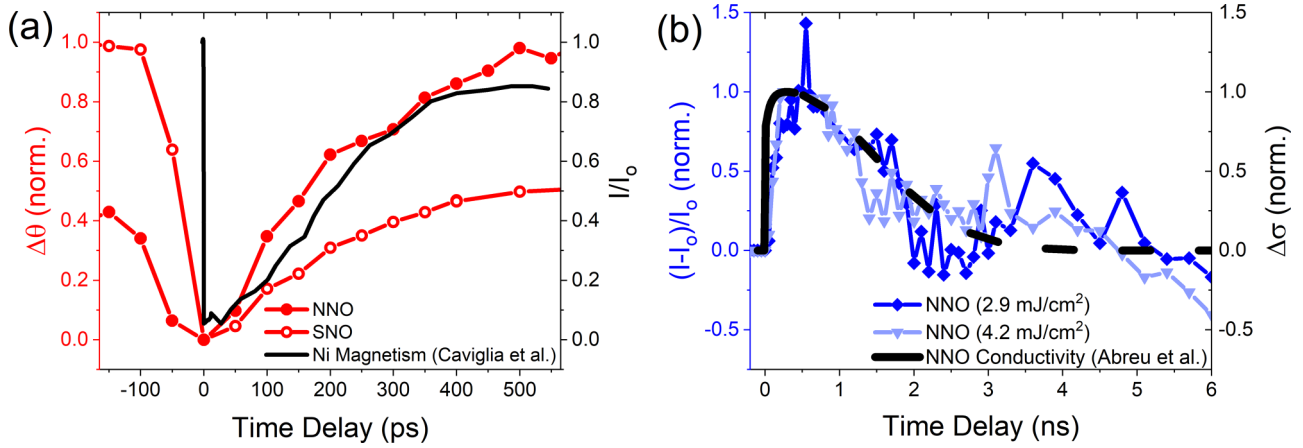 (a)
Δθ (norm.)
1.0
0.8
0.6
0.4
0.2
0.0
-100 0 100 200 300 400 500
Time Delay (ps)
1.0
0.8
0.6
0.4
0.2
0.0
I/Io
NNO
SNO
Ni Magnetism (Caviglia et al.)
(b)
(I-Io)/Io (norm.)
1.5
1.0
0.5
0.0
-0.5
0 1 2 3 4 5 6
Time Delay (ns)
1.5
1.0
0.5
0.0
-0.5
Δσ (norm.)
NNO (2.9 mJ/cm²)
NNO (4.2 mJ/cm²)
NNO Conductivity (Abreu et al.)